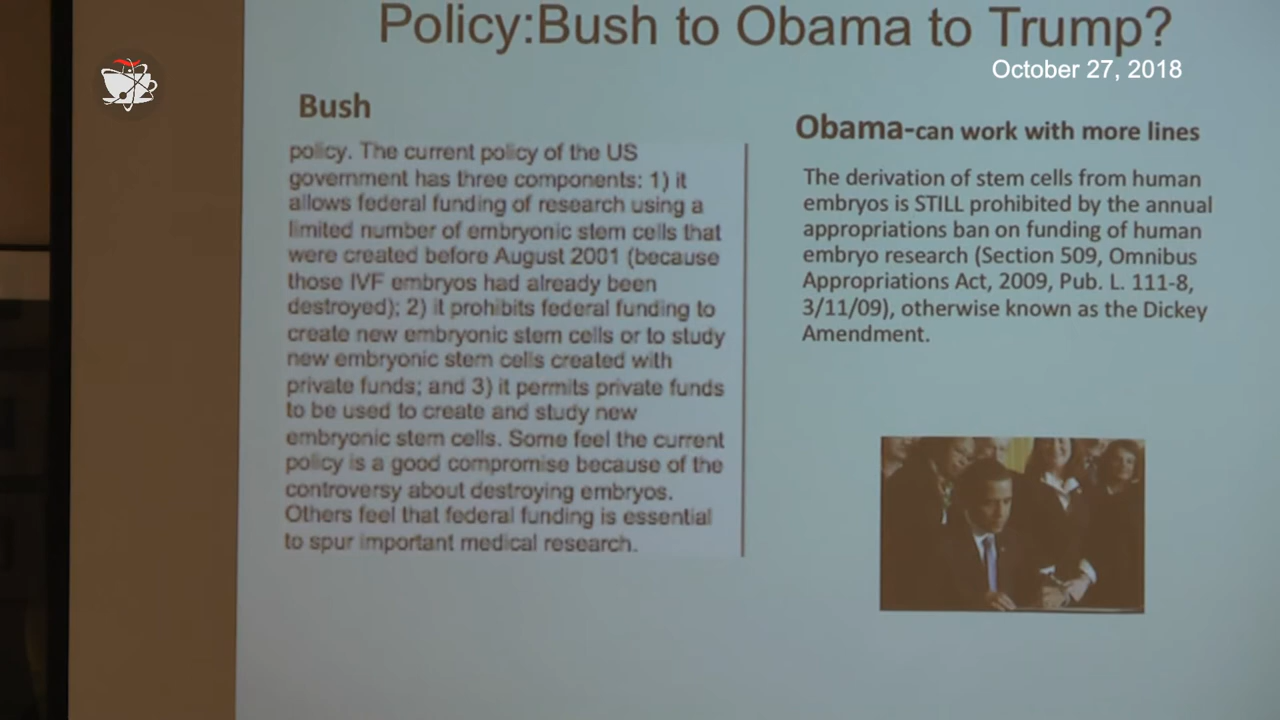 Policy:Bush to Obama to Trump?
October 27, 2018
Bush
policy. The current policy of the US
government has three components: 1) it
allows federal funding of research using a
limited number of embryonic stem cells that
were created before August 2001 (because
those IVF embryos had already been
destroyed); 2) it prohibits federal funding to
create new embryonic stem cells or to study
new embryonic stem cells created with
private funds; and 3) it permits private funds
to be used to create and study new
embryonic stem cells. Some feel the current
policy is a good compromise because of the
controversy about destroying embryos.
Others feel that federal funding is essential
to spur important medical research.
Obama-can work with more lines
The derivation of stem cells from human
embryos is STILL prohibited by the annual
appropriations ban on funding of human
embryo research (Section 509, Omnibus
Appropriations Act, 2009, Pub. L. 111-8,
3/11/09), otherwise known as the Dickey
Amendment.